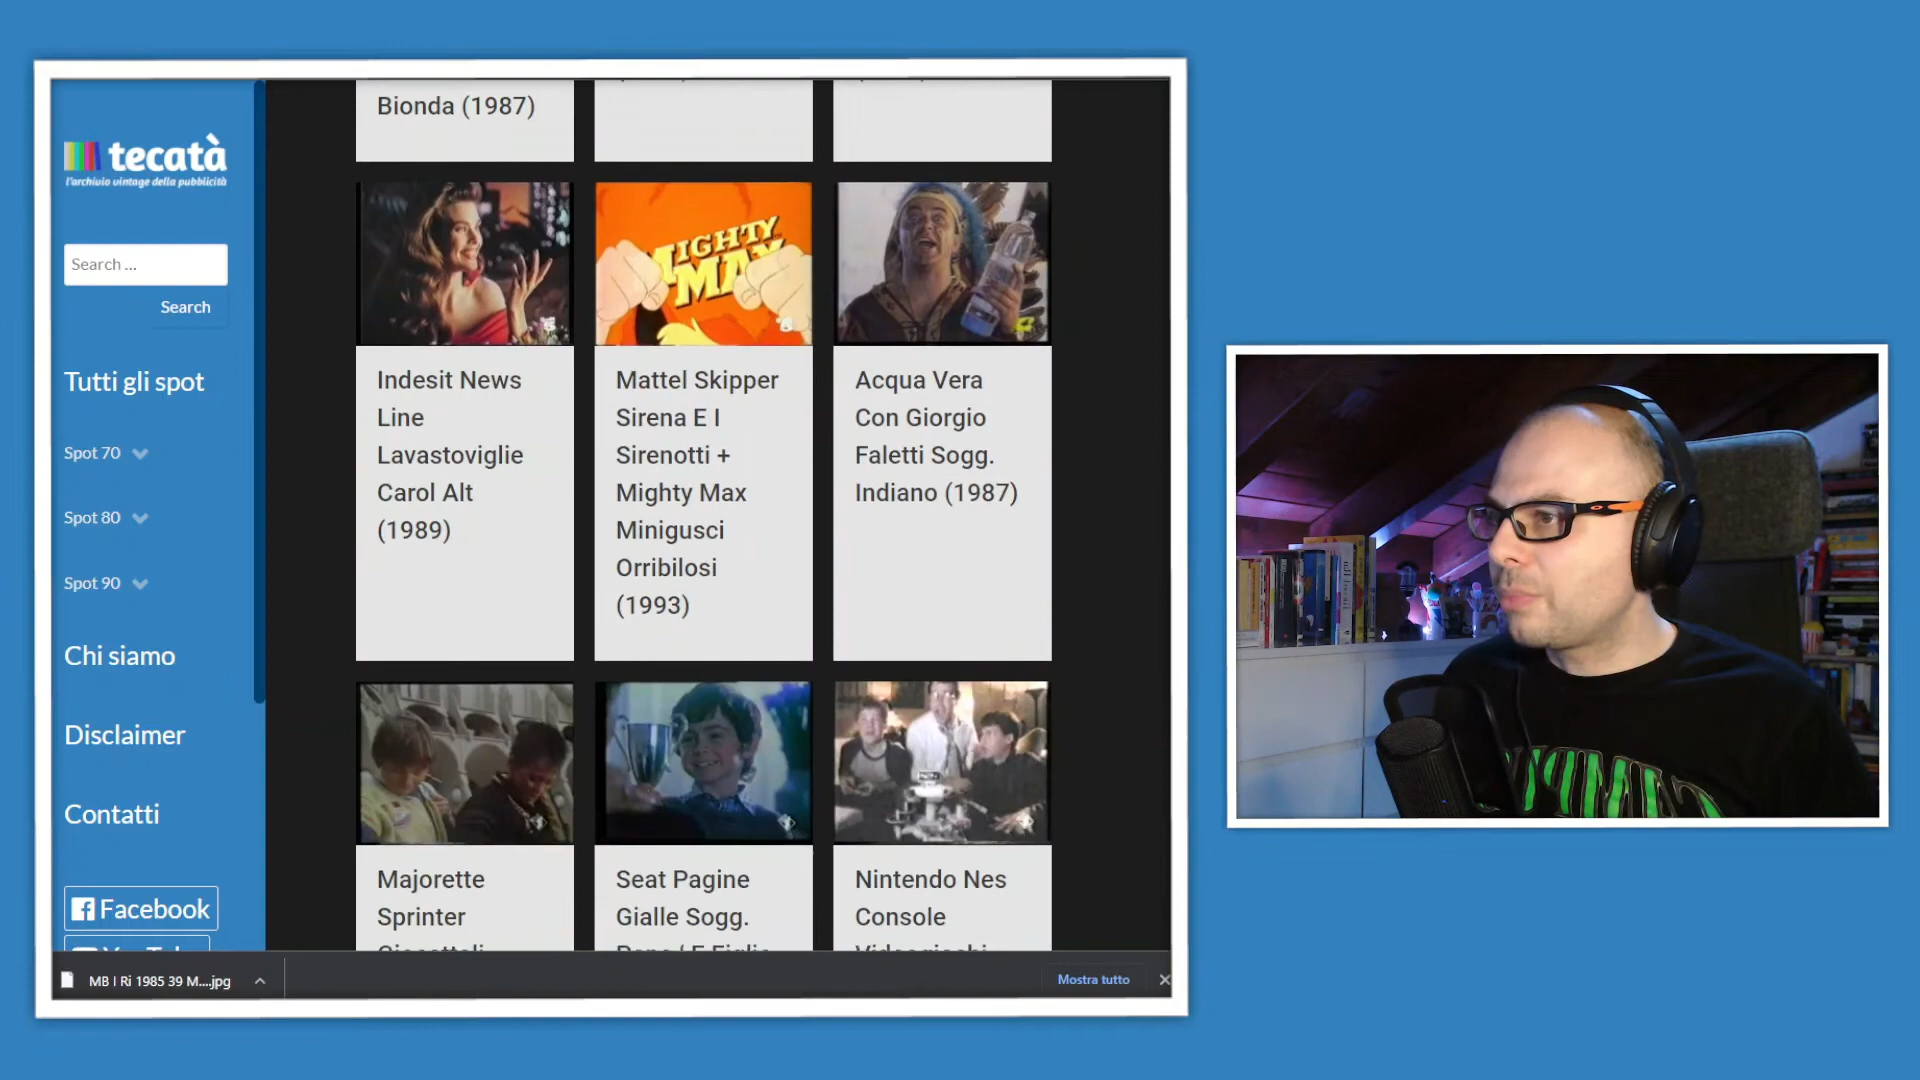 tecatà
l'archivio vintage della pubblicità
Search ...
Search
Tutti gli spot
Spot 70
Spot 80
Spot 90
Chi siamo
Disclaimer
Contatti
Facebook
Bionda (1987)
MIGHTY
MAX
Indesit News
Line
Lavastoviglie
Carol Alt
(1989)
Mattel Skipper
Sirena E I
Sirenotti +
Mighty Max
Minigusci
Orribilosi
(1993)
Acqua Vera
Con Giorgio
Faletti Sogg.
Indiano (1987)
Majorette
Sprinter
Seat Pagine
Gialle Sogg.
Nintendo Nes
Console
MB I Ri 1985 39 M....jpg
Mostra tutto